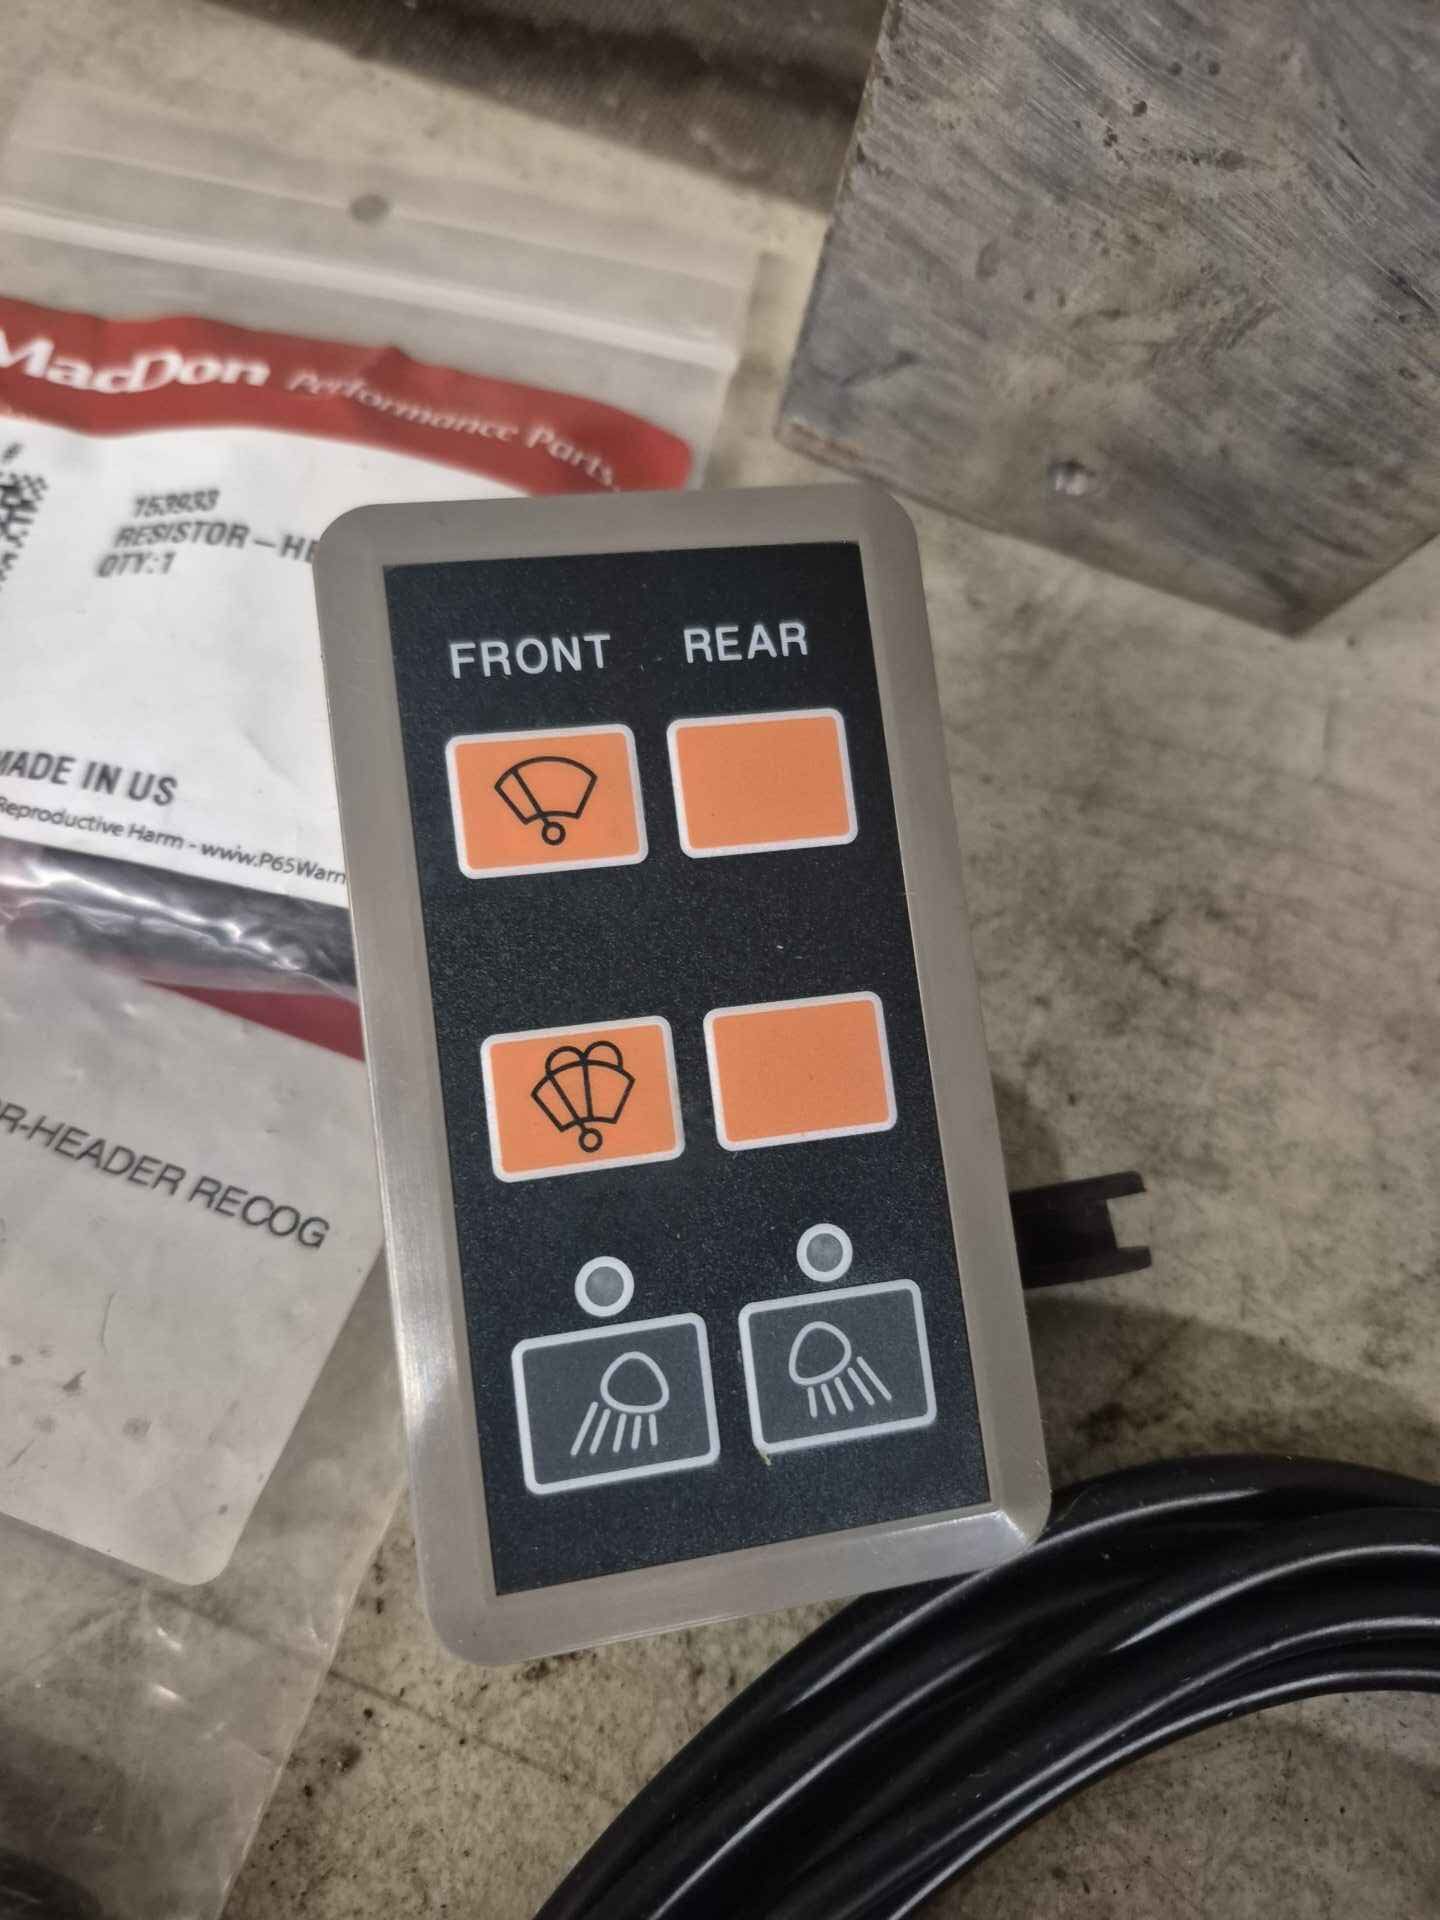 MacDon Performance Parts
#
153933
RESISTOR-HE
QTY:1
MADE IN US
Reproductive Harm - www.P65Warn
R-HEADER RECOG
FRONT REAR